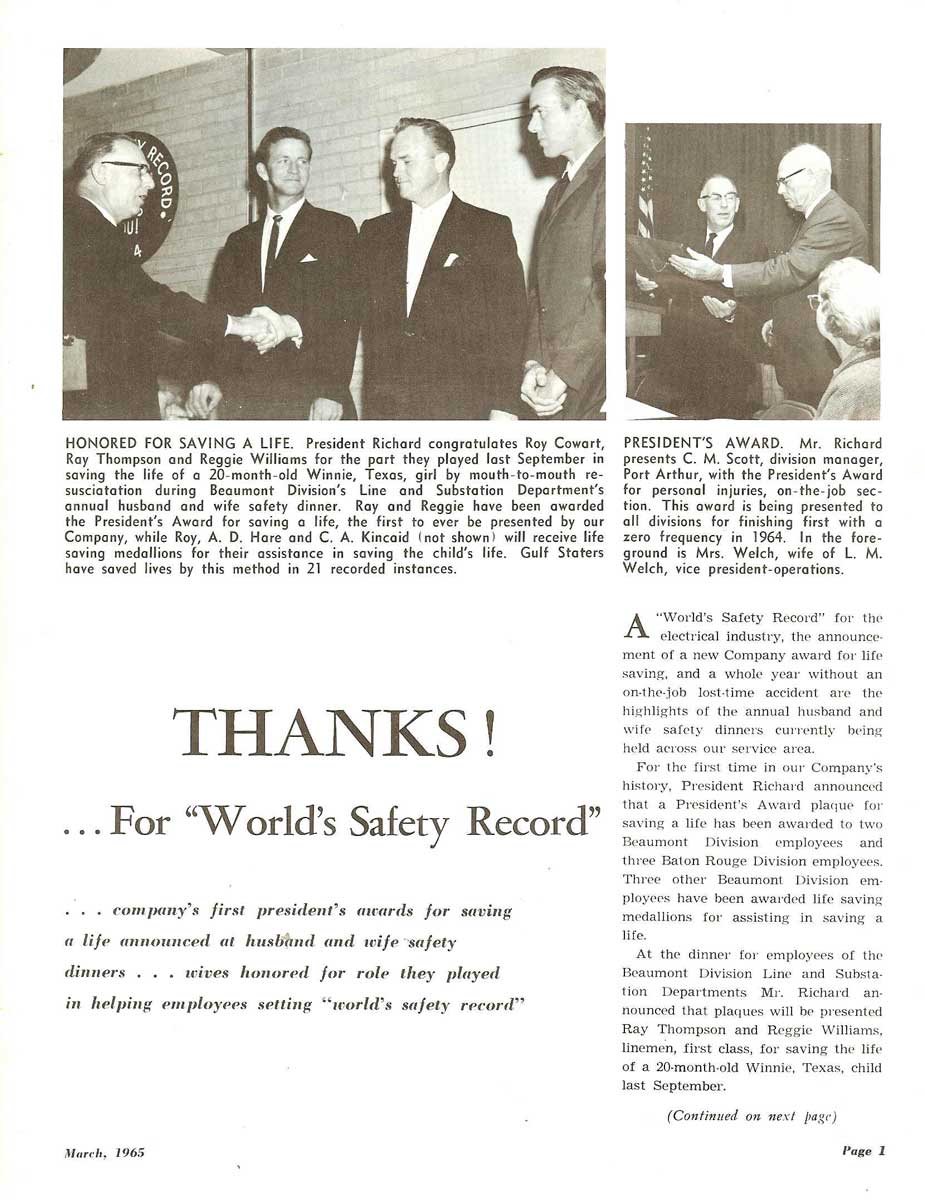 Y RECORD.
U!
4
HONORED FOR SAVING A LIFE. President Richard congratulates Roy Cowart,
Ray Thompson and Reggie Williams for the part they played last September in
saving the life of a 20-month-old Winnie, Texas, girl by mouth-to-mouth re-
susciatation during Beaumont Division's Line and Substation Department's
annual husband and wife safety dinner. Ray and Reggie have been awarded
the President's Award for saving a life, the first to ever be presented by our
Company, while Roy, A. D. Hare and C. A. Kincaid (not shown) will receive life
saving medallions for their assistance in saving the child's life. Gulf Staters
have saved lives by this method in 21 recorded instances.
PRESIDENT'S AWARD. Mr. Richard
presents C. M. Scott, division manager,
Port Arthur, with the President's Award
for personal injuries, on-the-job sec-
tion. This award is being presented to
all divisions for finishing first with a
zero frequency in 1964. In the fore-
ground is Mrs. Welch, wife of L. M.
Welch, vice president-operations.
THANKS!
...For "World's Safety Record"
. . . company's first president's awards for saving
a life announced at husband and wife safety
dinners . . . wives honored for role they played
in helping employees setting "world's safety record"
A "World's Safety Record" for the
electrical industry, the announce-
ment of a new Company award for life
saving, and a whole year without an
on-the-job lost-time accident are the
highlights of the annual husband and
wife safety dinners currently being
held across our service area.
For the first time in our Company's
history, President Richard announced
that a President's Award plaque for
saving a life has been awarded to two
Beaumont Division employees and
three Baton Rouge Division employees.
Three other Beaumont Division em-
ployees have been awarded life saving
medallions for assisting in saving a
life.
At the dinner for employees of the
Beaumont Division Line and Substa-
tion Departments Mr. Richard an-
nounced that plaques will be presented
Ray Thompson and Reggie Williams,
linemen, first class, for saving the life
of a 20-month-old Winnie, Texas, child
last September.
(Continued on next page)
March, 1965
Page 1